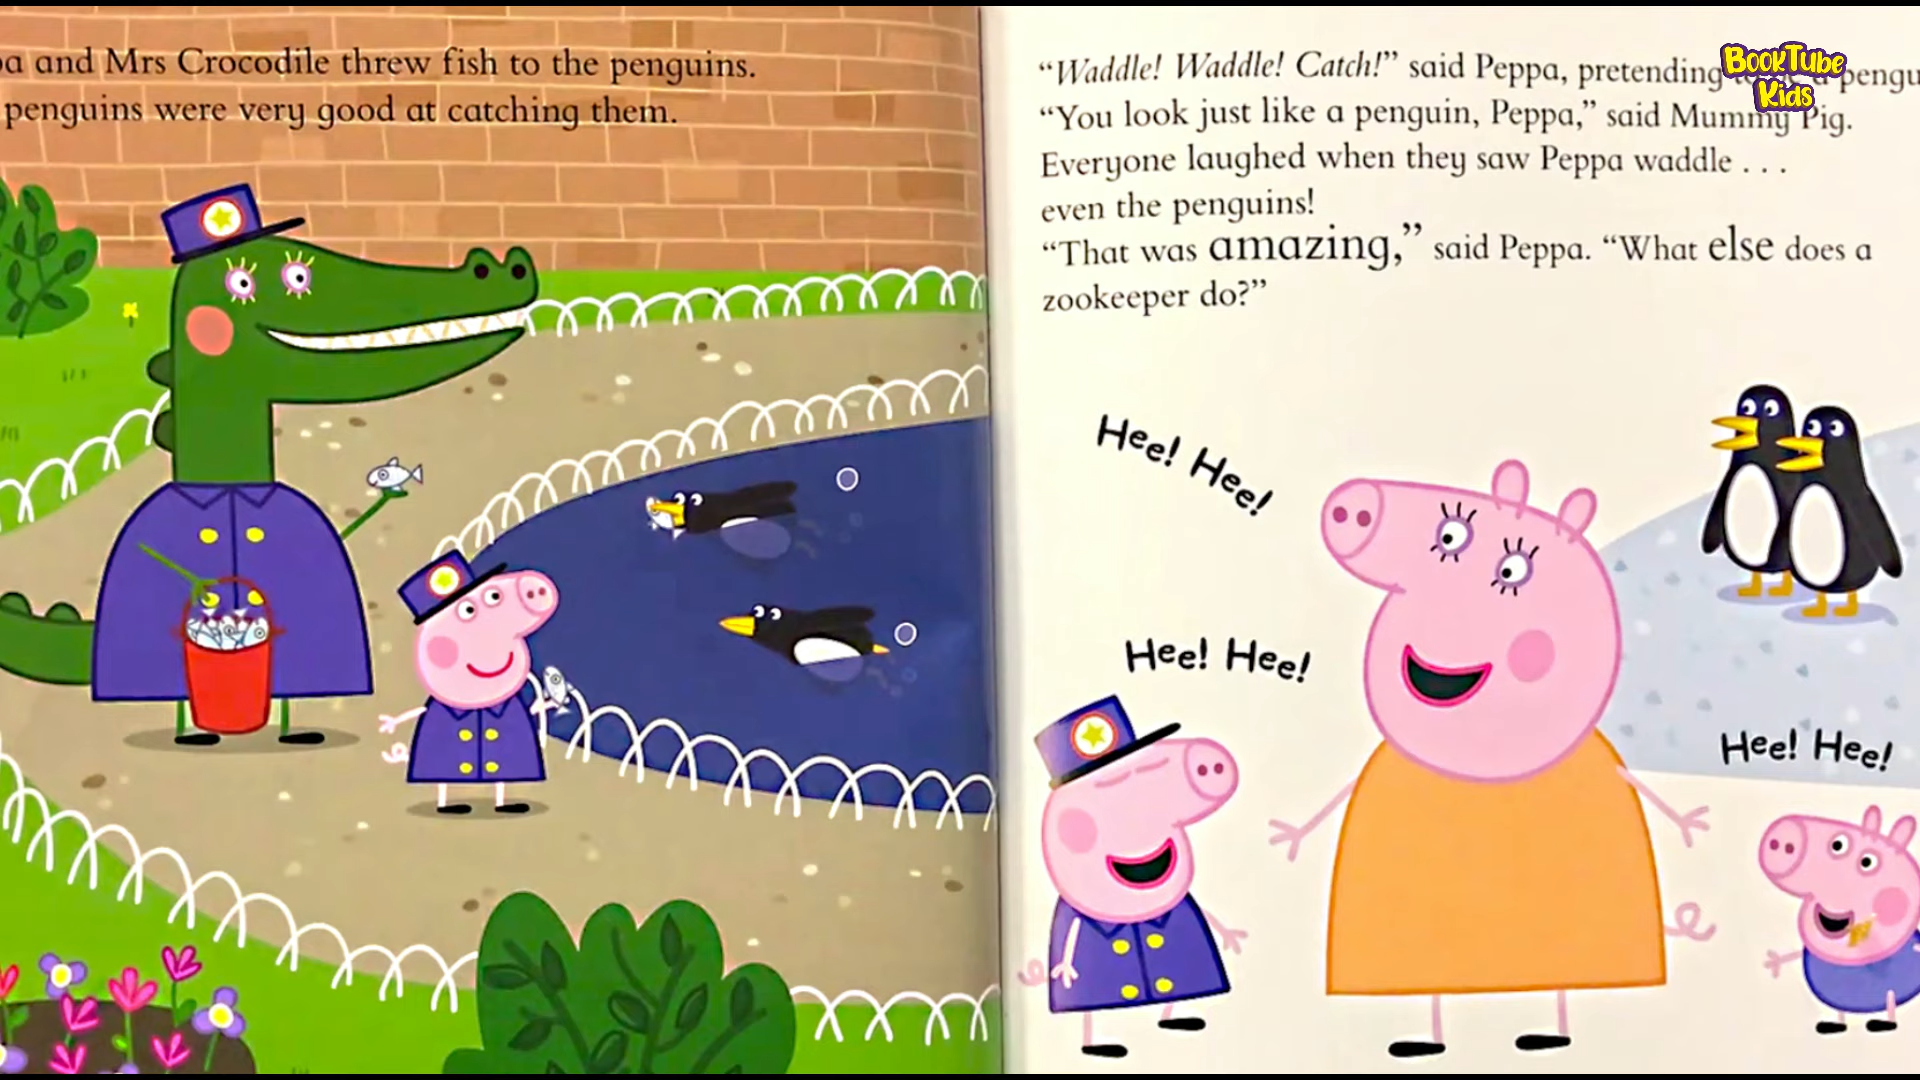 and Mrs Crocodile threw fish to the penguins.
penguins were very good at catching them.
“Waddle! Waddle! Catch!” said Peppa, pretending
“You look just like a penguin, Peppa,” said Mummy Pig.
Everyone laughed when they saw Peppa waddle . . .
even the penguins!
“That was amazing,” said Peppa. “What else does a
zookeeper do?”
Hee! Hee!
Hee! Hee!
Hee! Hee!
BookTube
Kids